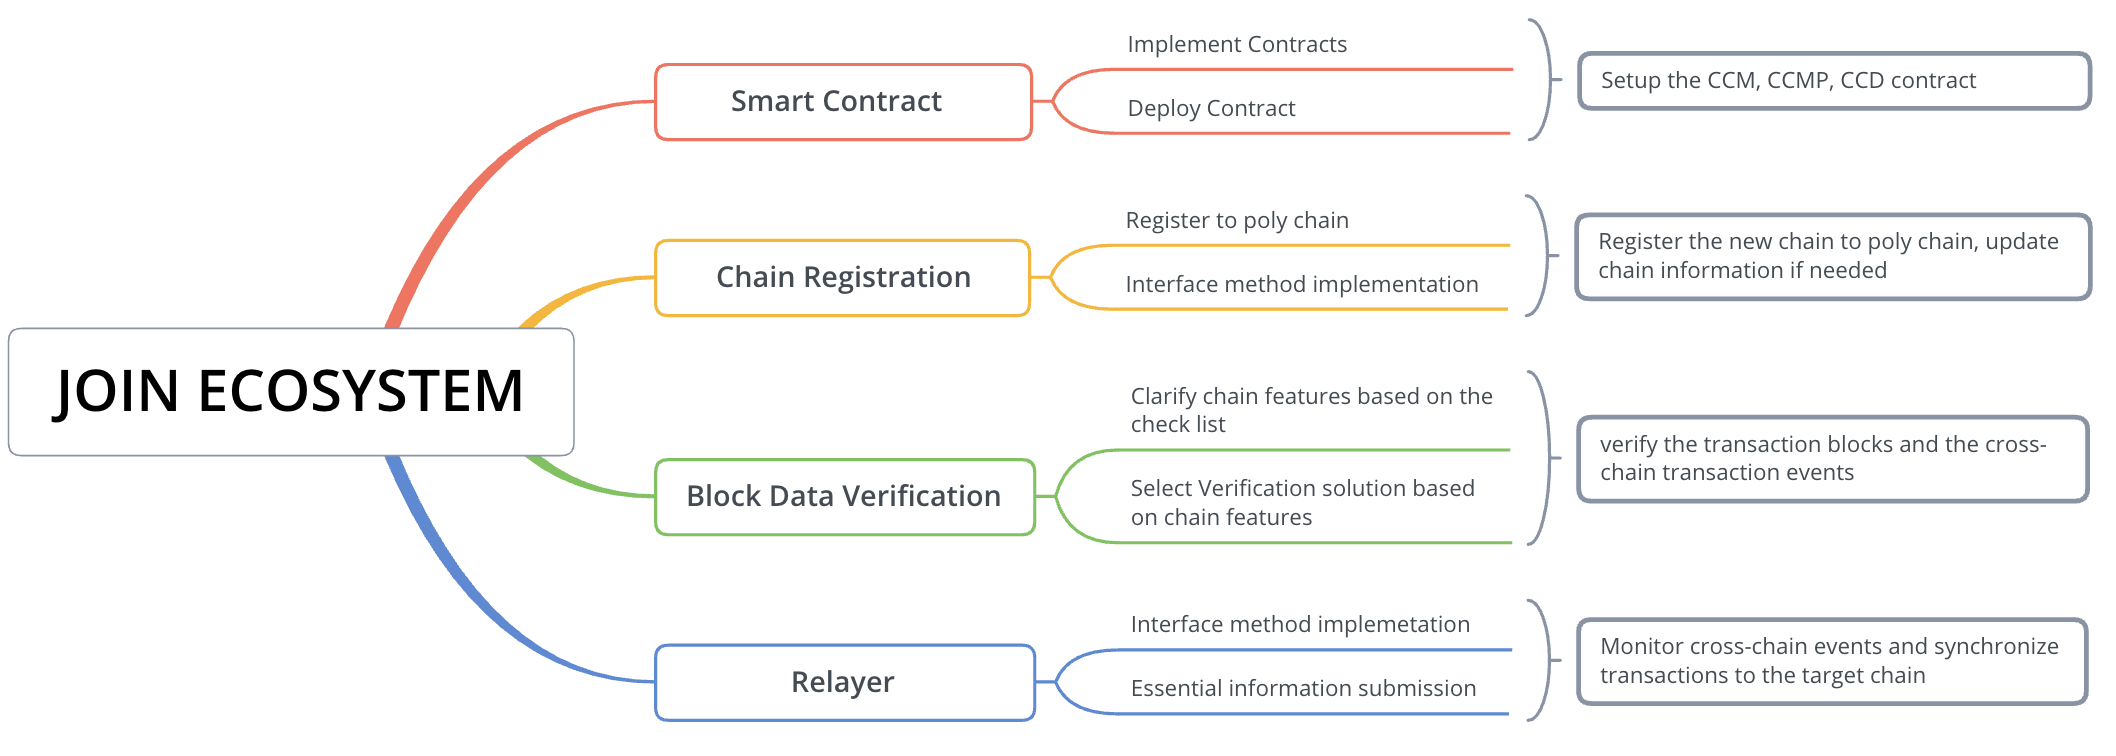 JOIN ECOSYSTEM
Smart Contract
Implement Contracts
Deploy Contract
Setup the CCM, CCMP, CCD contract
Chain Registration
Register to poly chain
Interface method implementation
Register the new chain to poly chain, update
chain information if needed
Block Data Verification
Clarify chain features based on the
check list
Select Verification solution based
on chain features
verify the transaction blocks and the cross-
chain transaction events
Relayer
Interface method implemetation
Essential information submission
Monitor cross-chain events and synchronize
transactions to the target chain